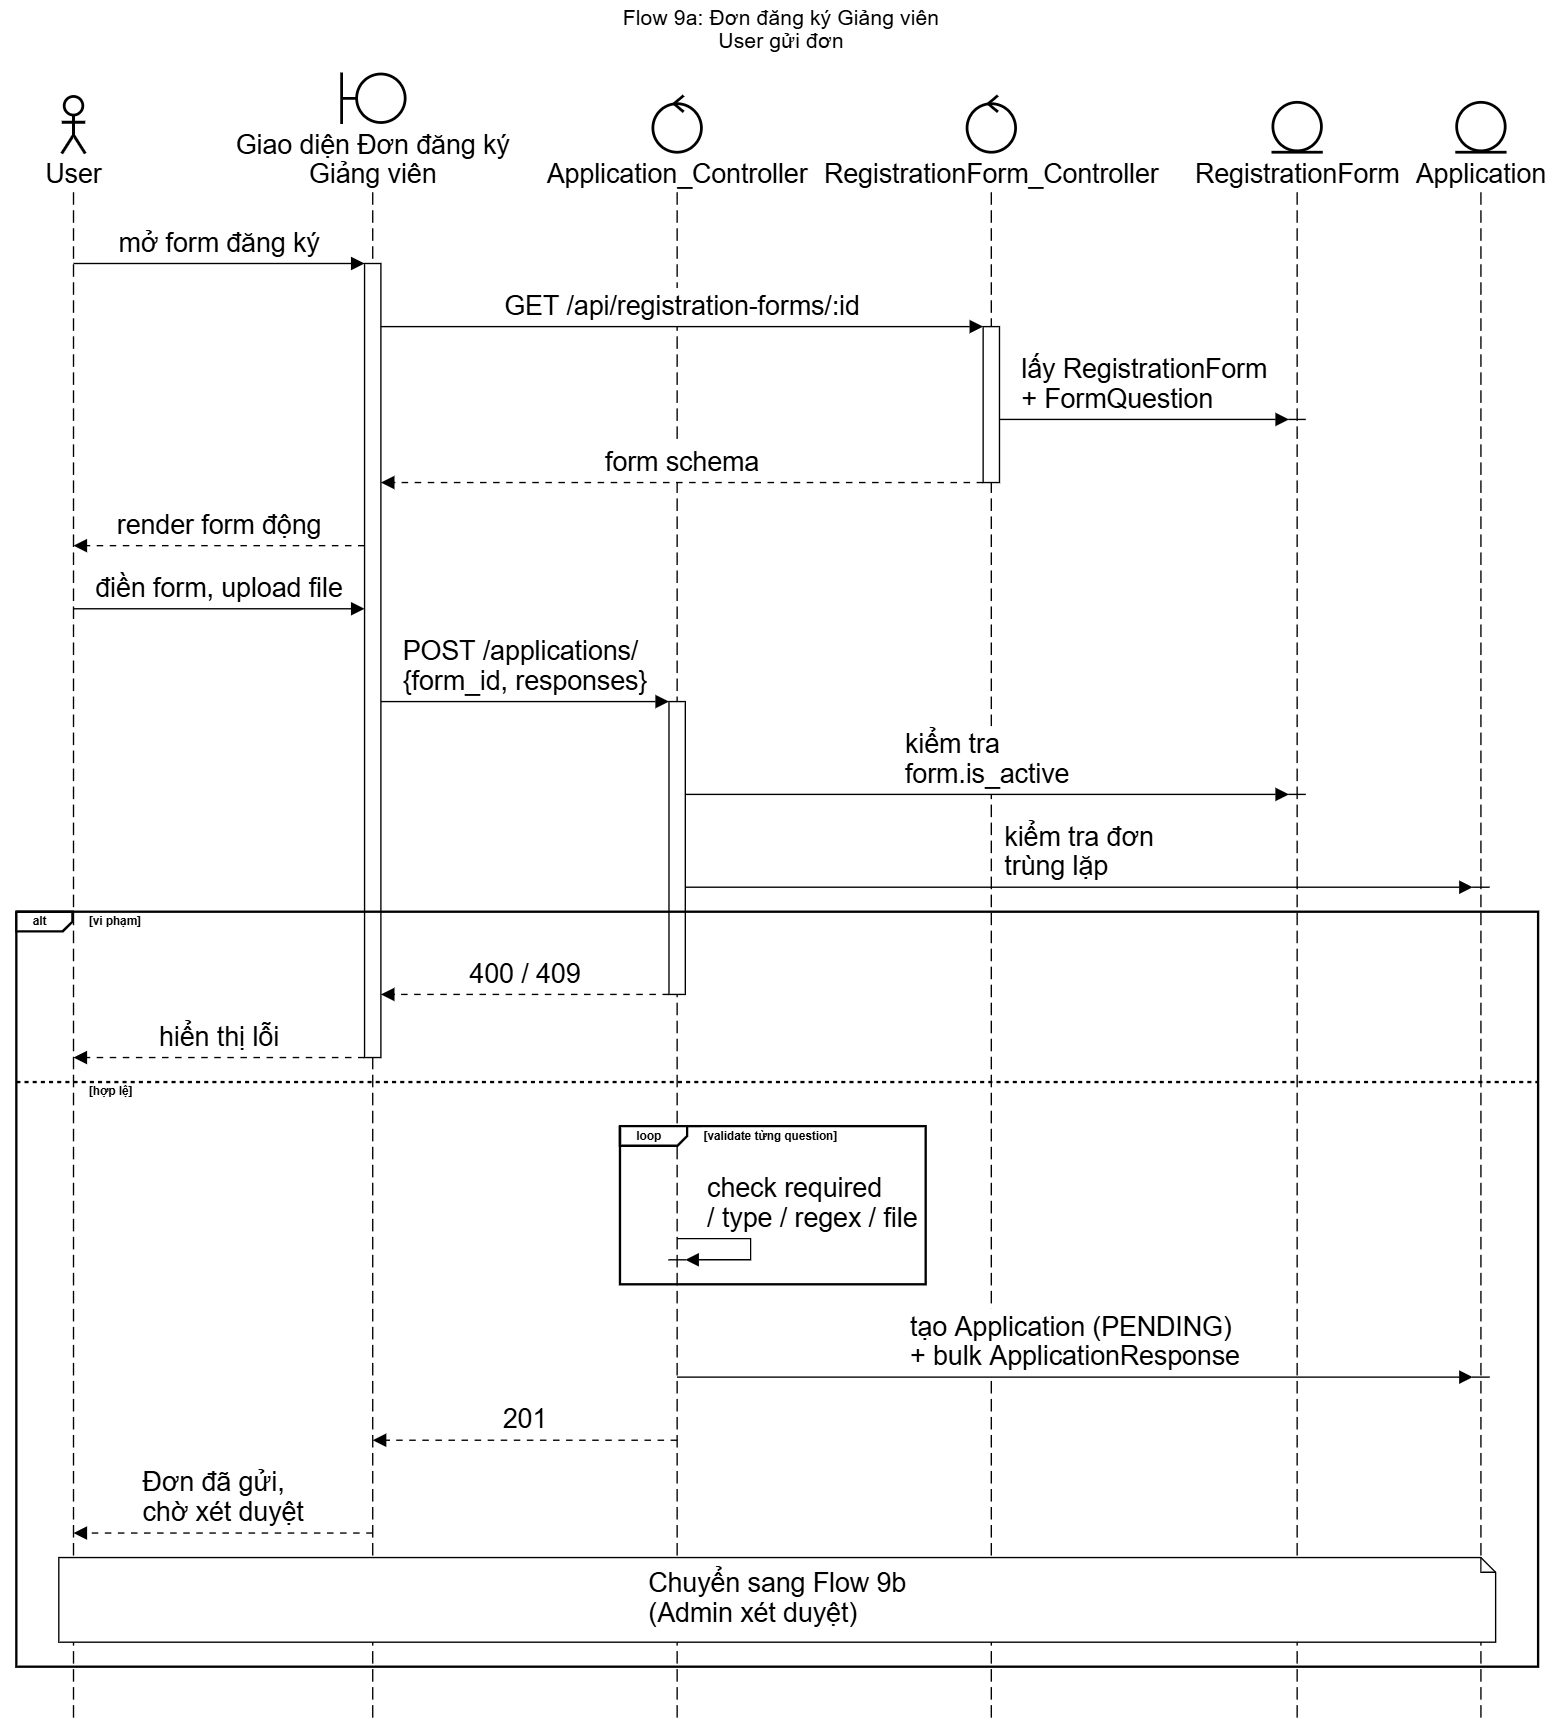 Flow 9a: Đơn đăng ký Giảng viên
User gửi đơn
User
Giao diện Đơn đăng ký
Giảng viên
Application_Controller
RegistrationForm_Controller
RegistrationForm
Application
mở form đăng ký
GET /api/registration-forms/:id
lấy RegistrationForm
+ FormQuestion
form schema
render form động
điền form, upload file
POST /applications/
{form_id, responses}
kiểm tra
form.is_active
kiểm tra đơn
trùng lặp
alt
[vi phạm]
400 / 409
hiển thị lỗi
[hợp lệ]
loop
[validate từng question]
check required
/ type / regex / file
tạo Application (PENDING)
+ bulk ApplicationResponse
201
Đơn đã gửi,
chờ xét duyệt
Chuyển sang Flow 9b
(Admin xét duyệt)